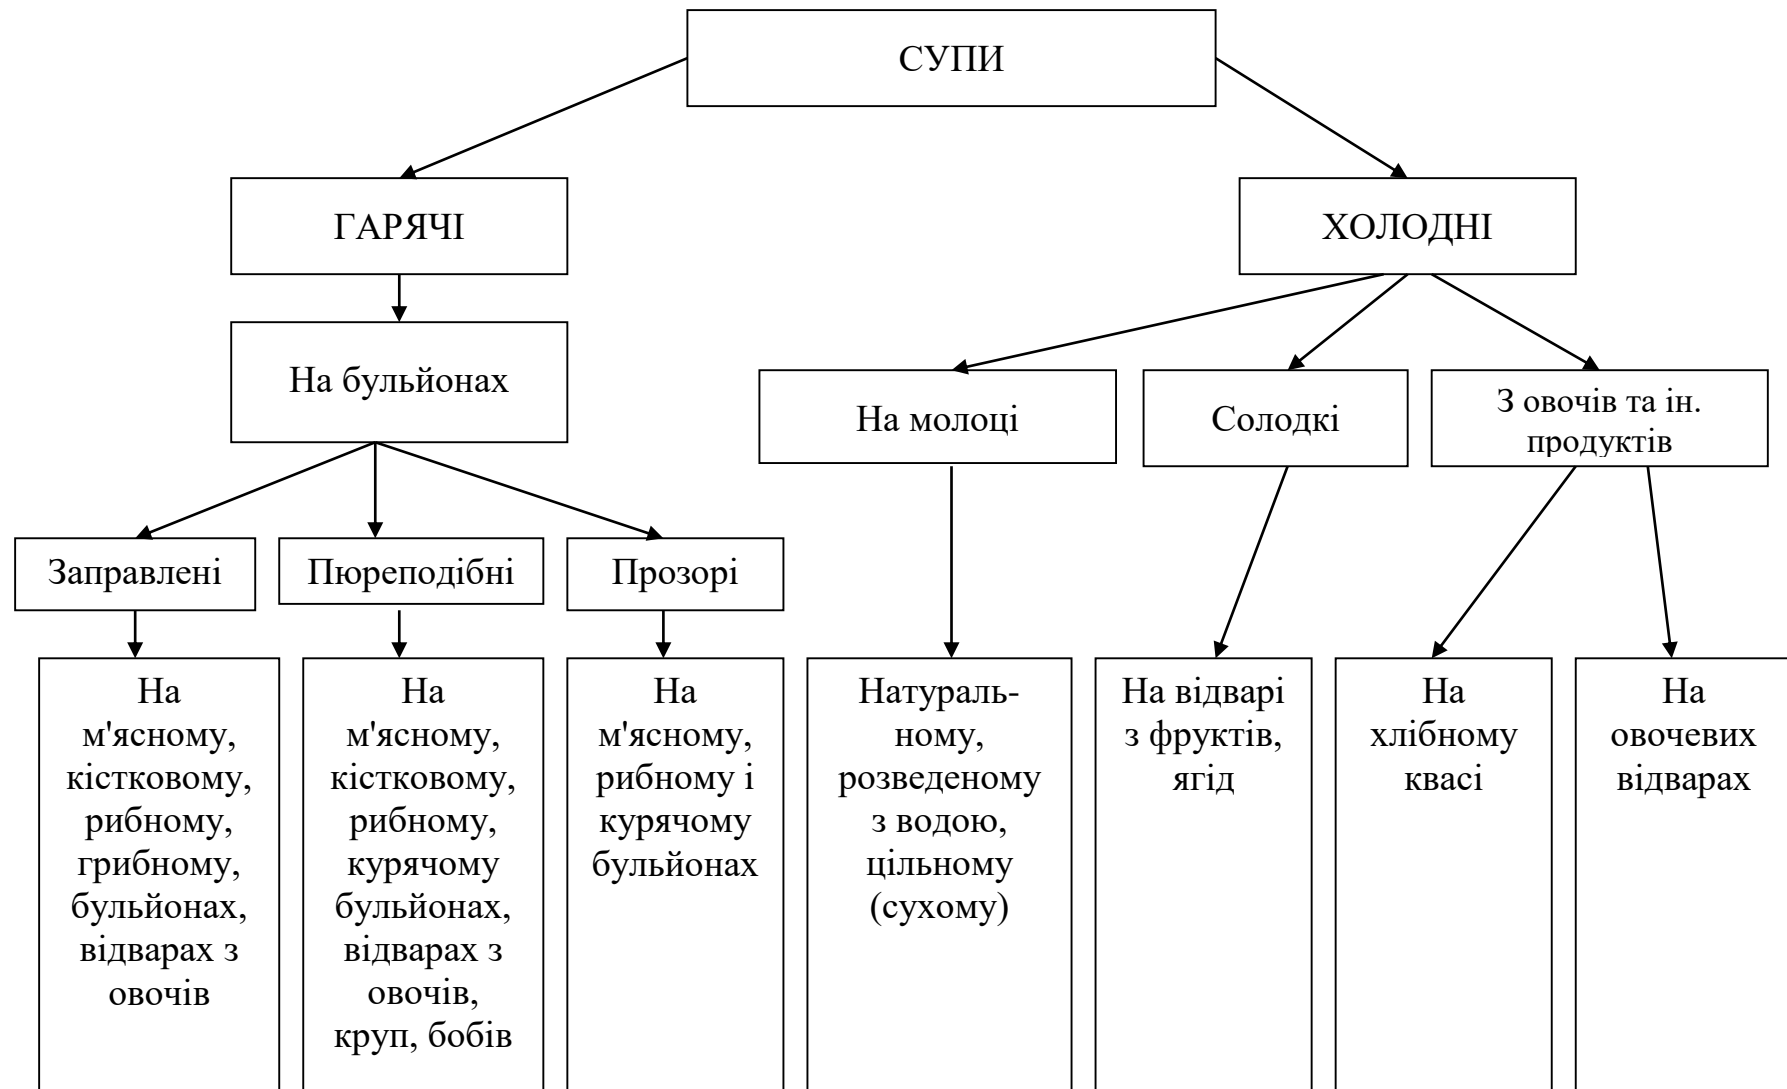 СУПИ
ГАРЯЧІ
ХОЛОДНІ
На бульйонах
На молоці
Солодкі
З овочів та ін.
продуктів
Заправлені
Пюреподібні
Прозорі
На
м'ясному,
кістковому,
рибному,
грибному,
бульйонах,
відварах з
овочів
На
м'ясному,
кістковому,
рибному,
курячому
бульйонах,
відварах з
овочів,
круп, бобів
На
м'ясному,
рибному і
курячому
бульйонах
Натураль-
ному,
розведеному
з водою,
цільному
(сухому)
На відварі
з фруктів,
ягід
На
хлібному
квасі
На
овочевих
відварах